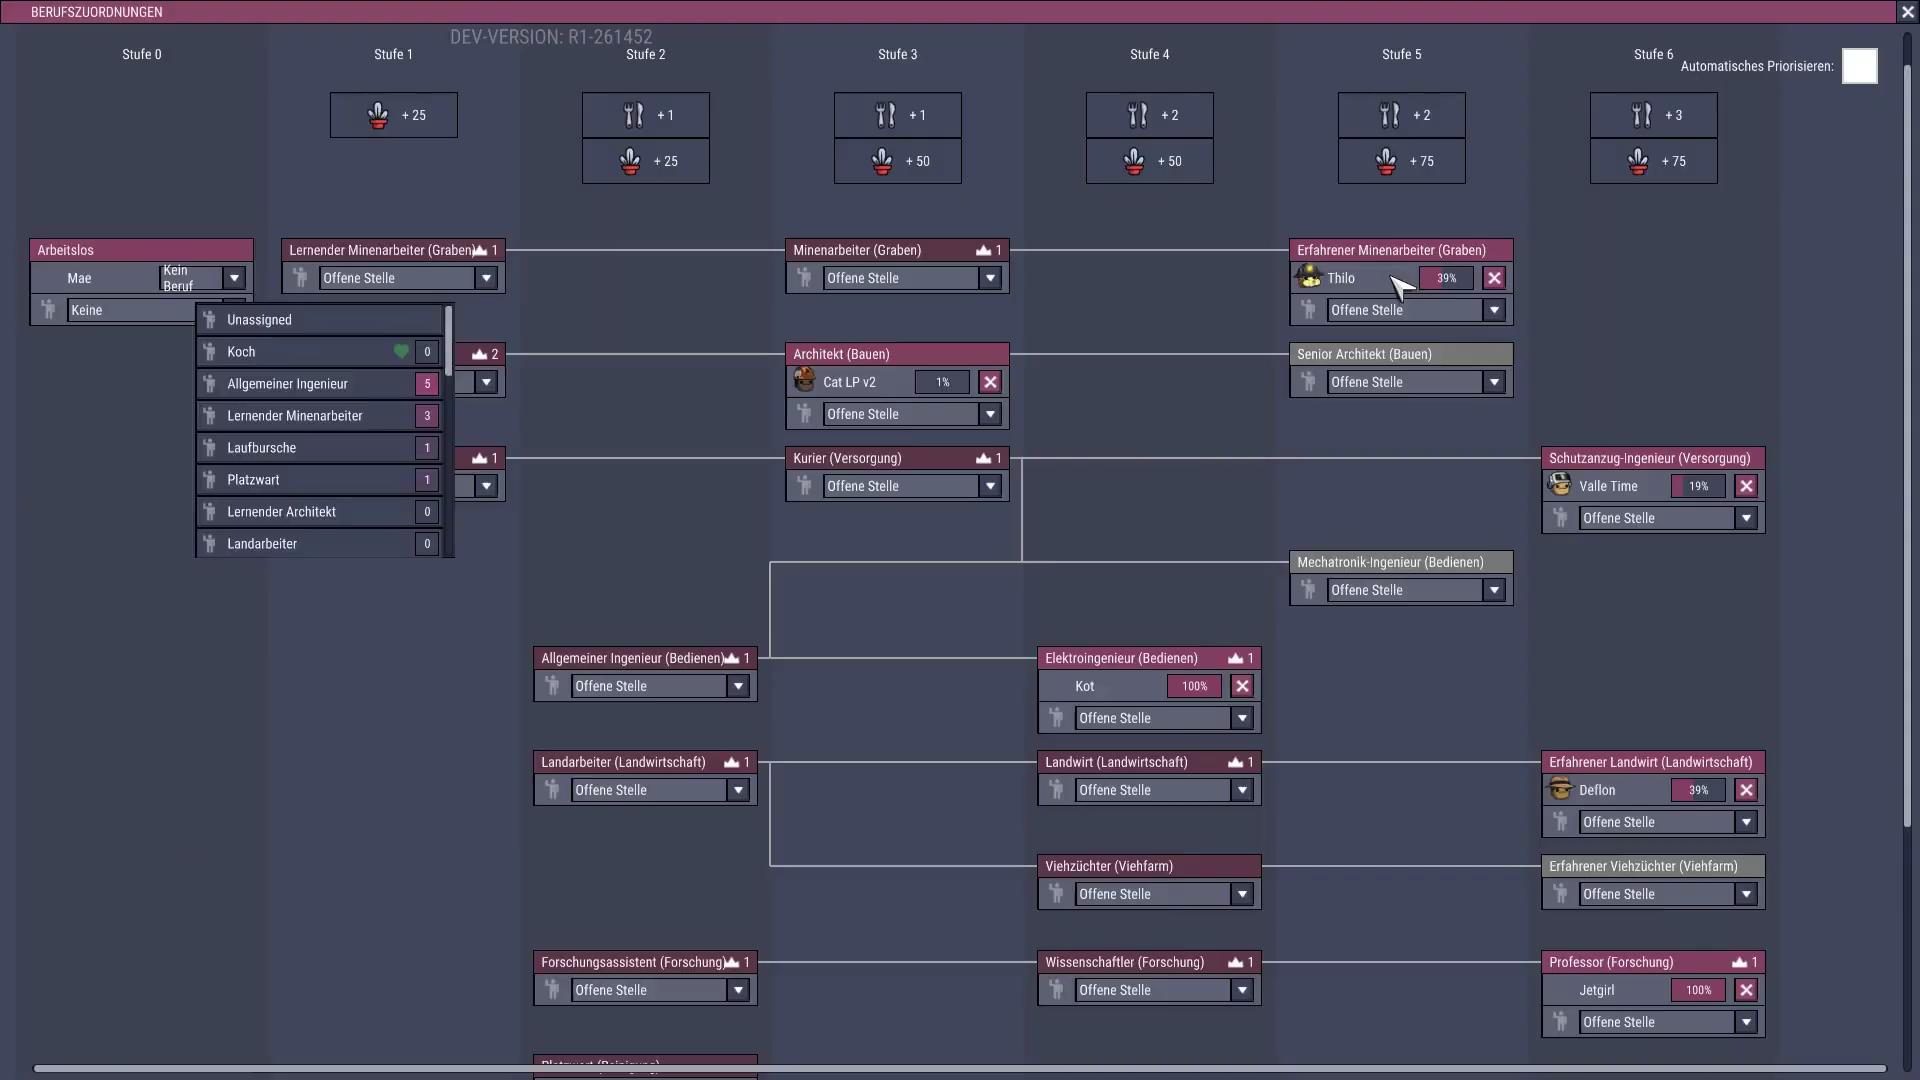 BERUFSZUORDNUNGEN
DEV-VERSION: R1-261452
Stufe 0
Stufe 1
Stufe 2
Stufe 3
Stufe 4
Stufe 5
Stufe 6
Automatisches Priorisieren:
+ 25
+ 1
+ 1
+ 2
+ 2
+ 3
+ 25
+ 50
+ 50
+ 75
+ 75
Arbeitslos
Mae
Kein Beruf
Keine
Unassigned
Koch 0
Allgemeiner Ingenieur 5
Lernender Minenarbeiter 3
Laufbursche 1
Platzwart 1
Lernender Architekt 0
Landarbeiter 0
Lernender Minenarbeiter (Graben) 1
Offene Stelle
2
1
Minenarbeiter (Graben) 1
Offene Stelle
Erfahrener Minenarbeiter (Graben)
Thilo 39%
Offene Stelle
Architekt (Bauen)
Cat LP v2 1%
Offene Stelle
Senior Architekt (Bauen)
Offene Stelle
Kurier (Versorgung) 1
Offene Stelle
Schutzanzug-Ingenieur (Versorgung)
Valle Time 19%
Offene Stelle
Mechatronik-Ingenieur (Bedienen)
Offene Stelle
Allgemeiner Ingenieur (Bedienen) 1
Offene Stelle
Elektroingenieur (Bedienen) 1
Kot 100%
Offene Stelle
Landarbeiter (Landwirtschaft) 1
Offene Stelle
Landwirt (Landwirtschaft) 1
Offene Stelle
Erfahrener Landwirt (Landwirtschaft)
Deflon 39%
Offene Stelle
Viehzüchter (Viehfarm)
Offene Stelle
Erfahrener Viehzüchter (Viehfarm)
Offene Stelle
Forschungsassistent (Forschung) 1
Offene Stelle
Wissenschaftler (Forschung) 1
Offene Stelle
Professor (Forschung) 1
Jetgirl 100%
Offene Stelle